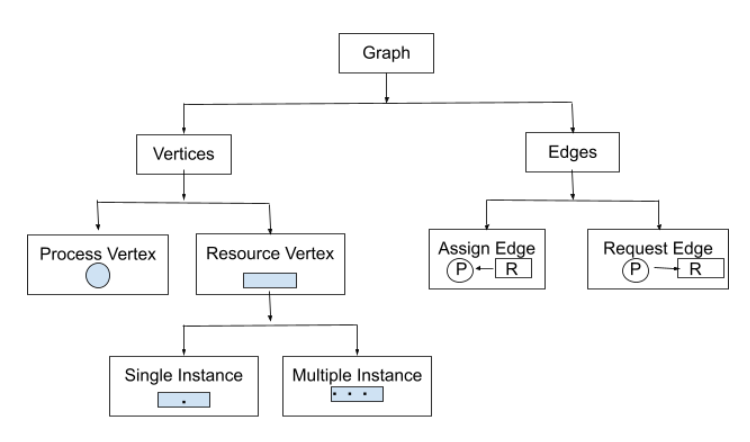 Graph
Vertices
Edges
Process Vertex
Resource Vertex
Assign Edge
P R
Request Edge
P R
Single Instance
Multiple Instance